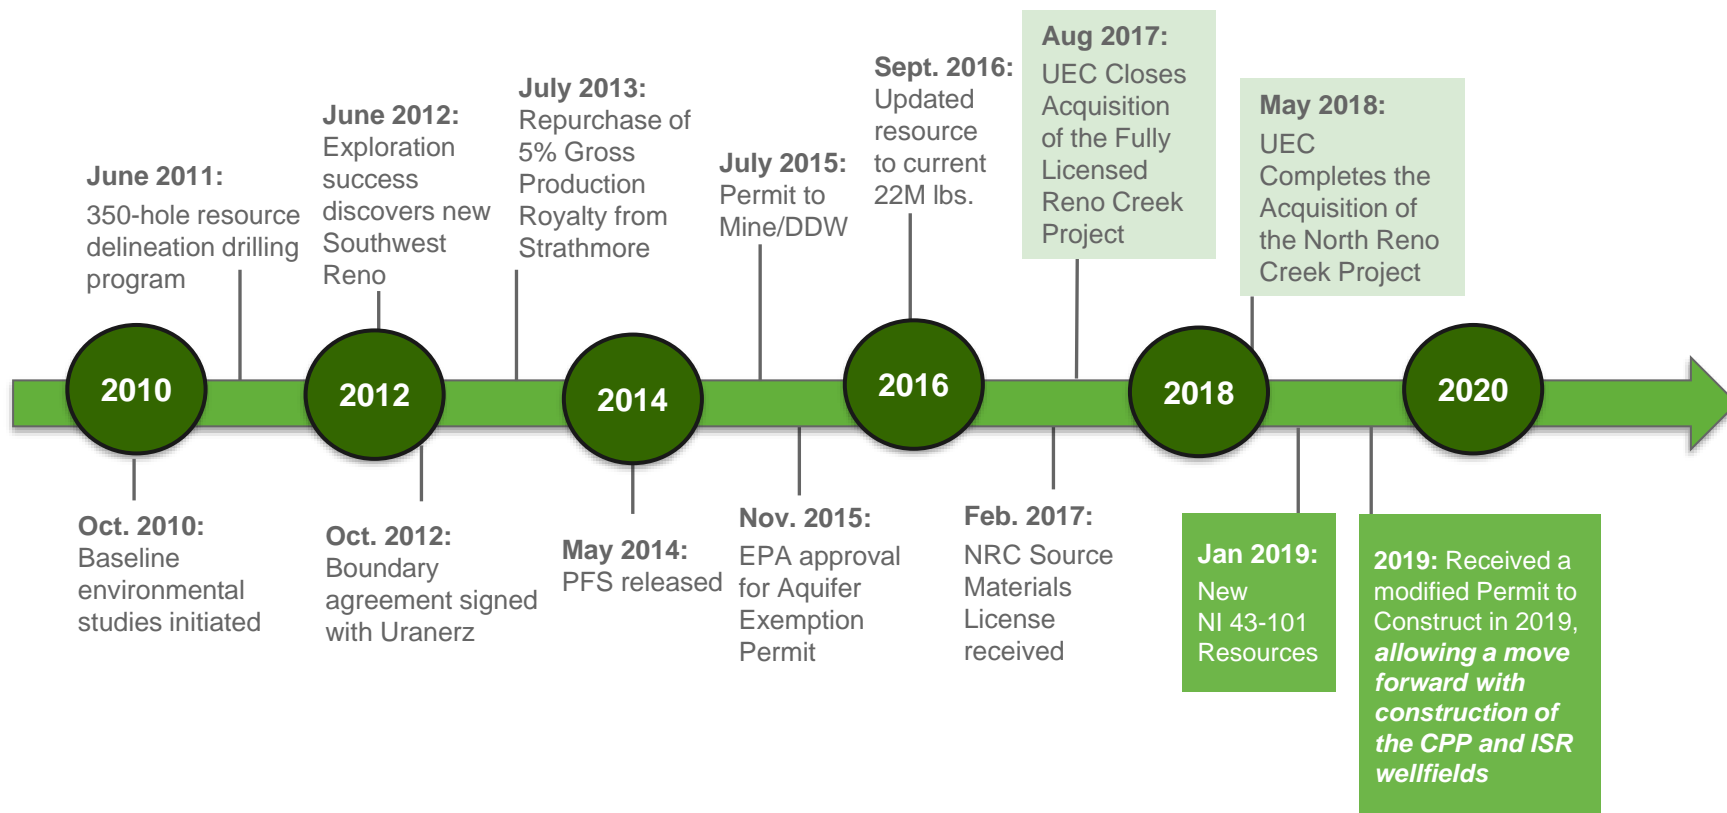 June 2011:
350-hole resource
delineation drilling
program
June 2012:
Exploration
success
discovers new
Southwest
Reno
July 2013:
Repurchase of
5% Gross
Production
Royalty from
Strathmore
July 2015:
Permit to
Mine/DDW
Sept. 2016:
Updated
resource
to current
22M lbs.
Aug 2017:
UEC Closes
Acquisition
of the Fully
Licensed
Reno Creek
Project
May 2018:
UEC
Completes the
Acquisition of
the North Reno
Creek Project
2010
2012
2014
2016
2018
2020
Oct. 2010:
Baseline
environmental
studies initiated
Oct. 2012:
Boundary
agreement signed
with Uranerz
May 2014:
PFS released
Nov. 2015:
EPA approval
for Aquifer
Exemption
Permit
Feb. 2017:
NRC Source
Materials
License
received
Jan 2019:
New
NI 43-101
Resources
2019: Received a
modified Permit to
Construct in 2019,
allowing a move
forward with
construction of
the CPP and ISR
wellfields